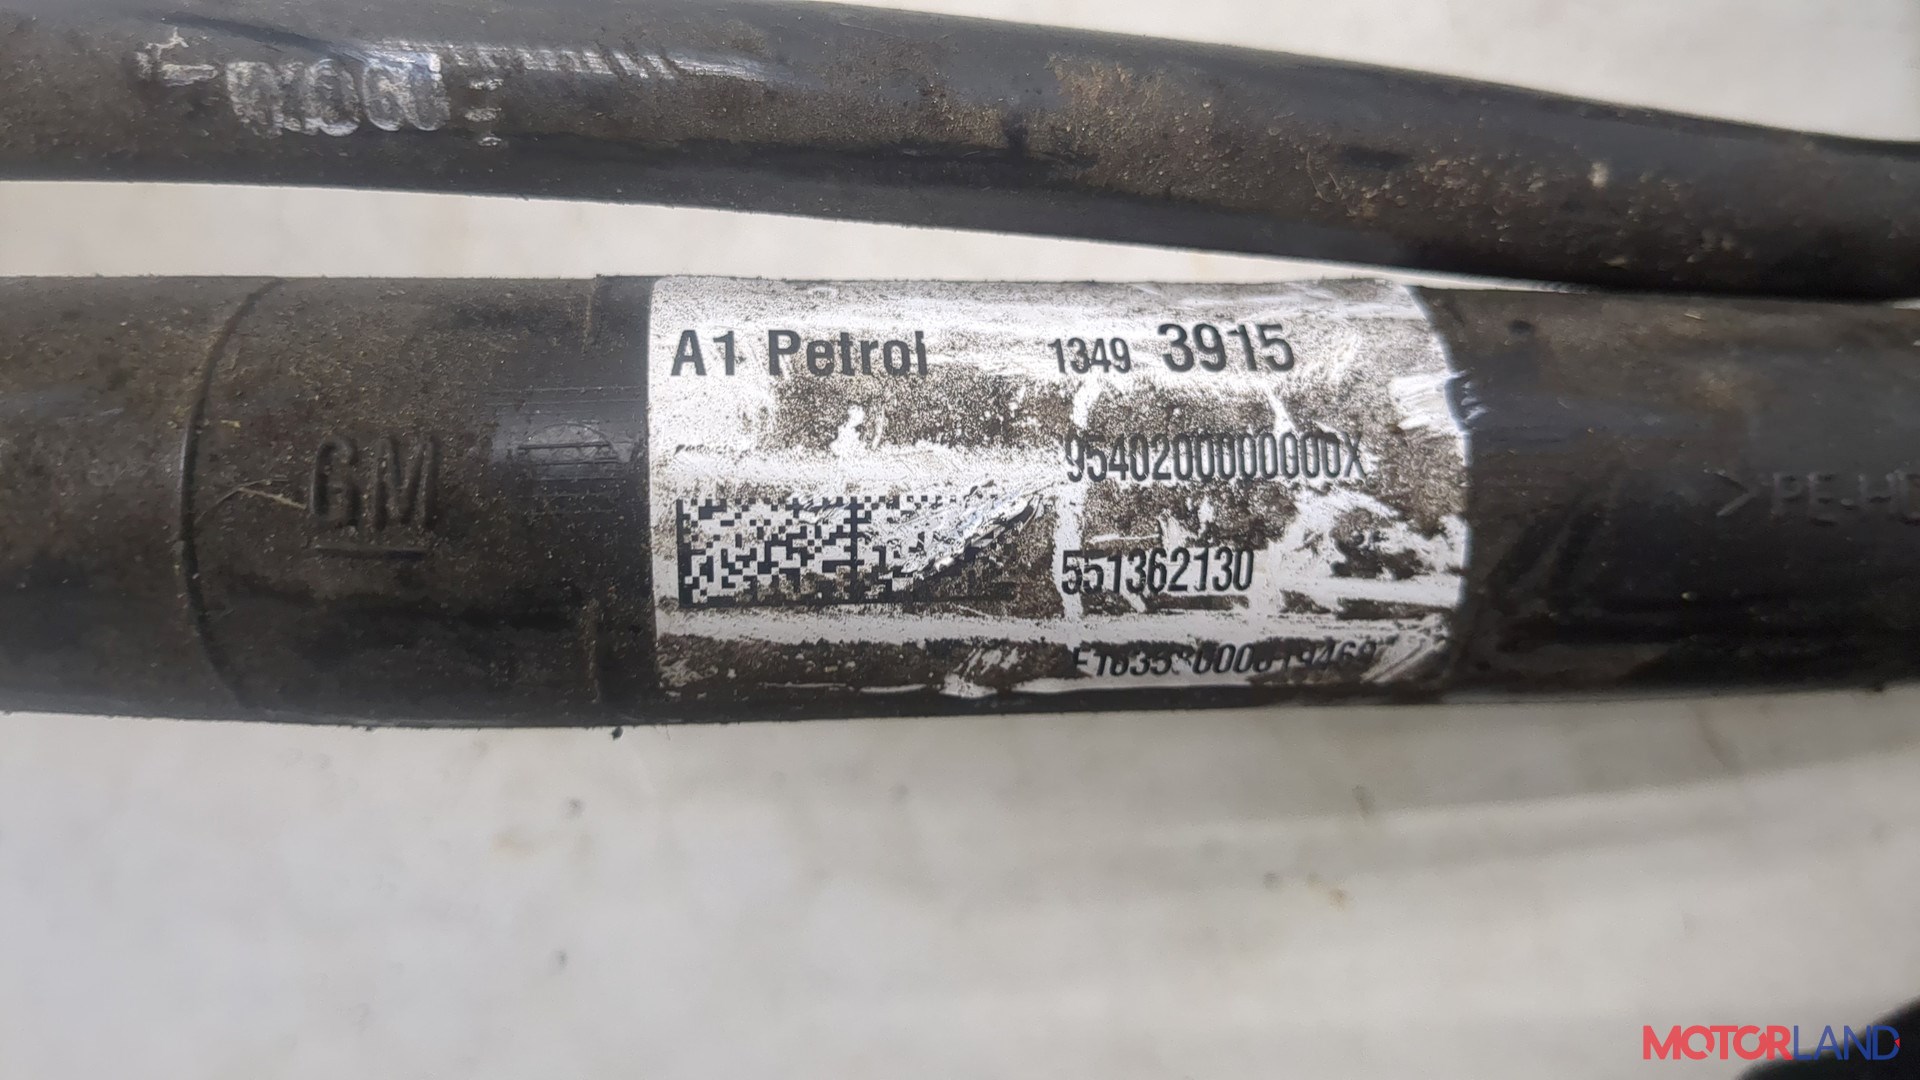 A1 Petrol 1349 3915
9540200000000X
551362130
GM
MOTORLAND